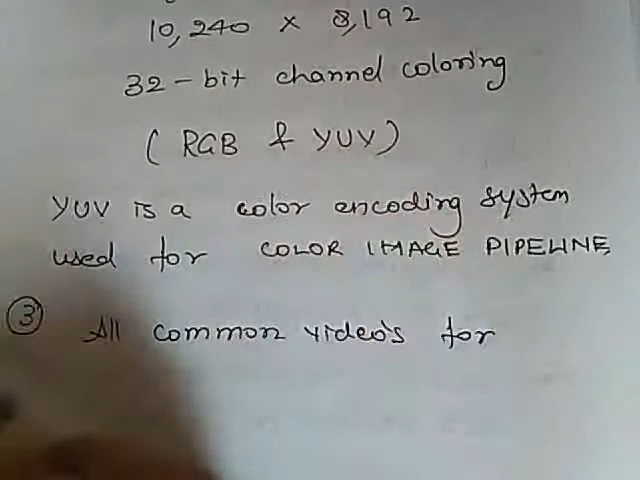 10,240 x 8,192
32-bit channel coloring
( RGB & YUV )
YUV is a color encoding system
used for COLOR IMAGE PIPELINE
③ All common video's for